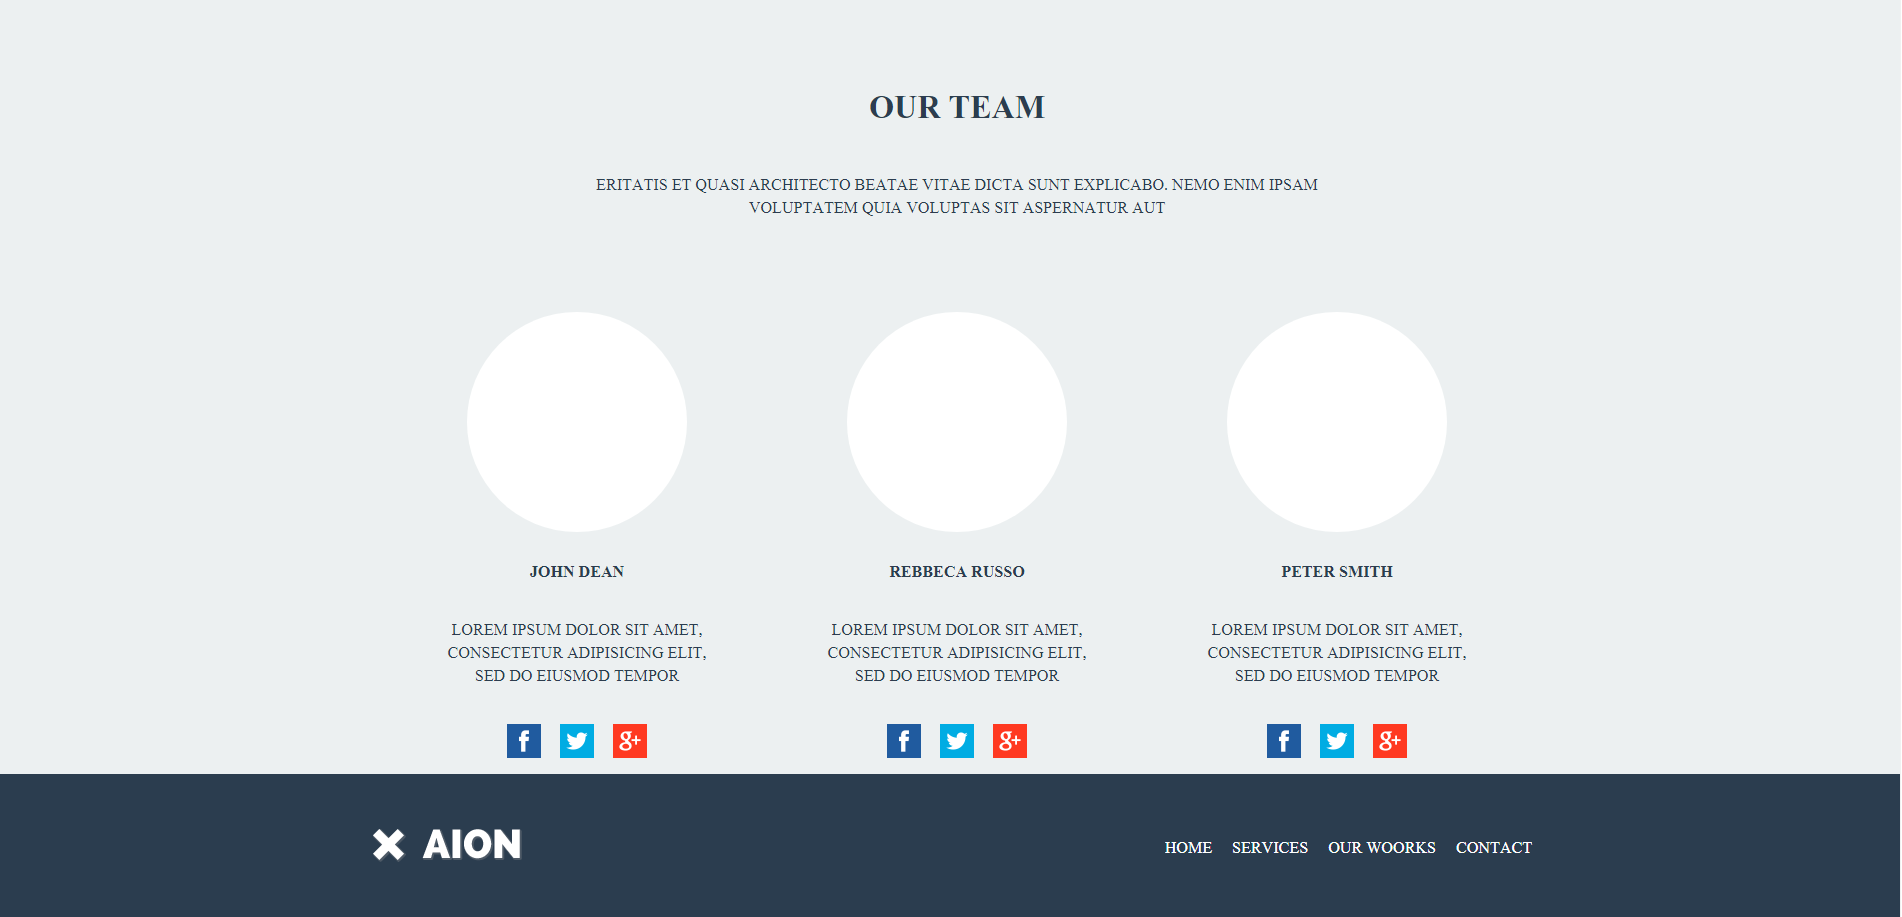 OUR TEAM
ERITATIS ET QUASI ARCHITECTO BEATAE VITAE DICTA SUNT EXPLICABO. NEMO ENIM IPSAM
VOLUPTATEM QUIA VOLUPTAS SIT ASPERNATUR AUT
JOHN DEAN
LOREM IPSUM DOLOR SIT AMET,
CONSECTETUR ADIPISICING ELIT,
SED DO EIUSMOD TEMPOR
f
g+
REBBECA RUSSO
LOREM IPSUM DOLOR SIT AMET,
CONSECTETUR ADIPISICING ELIT,
SED DO EIUSMOD TEMPOR
f
g+
PETER SMITH
LOREM IPSUM DOLOR SIT AMET,
CONSECTETUR ADIPISICING ELIT,
SED DO EIUSMOD TEMPOR
f
g+
AION
HOME SERVICES OUR WOORKS CONTACT